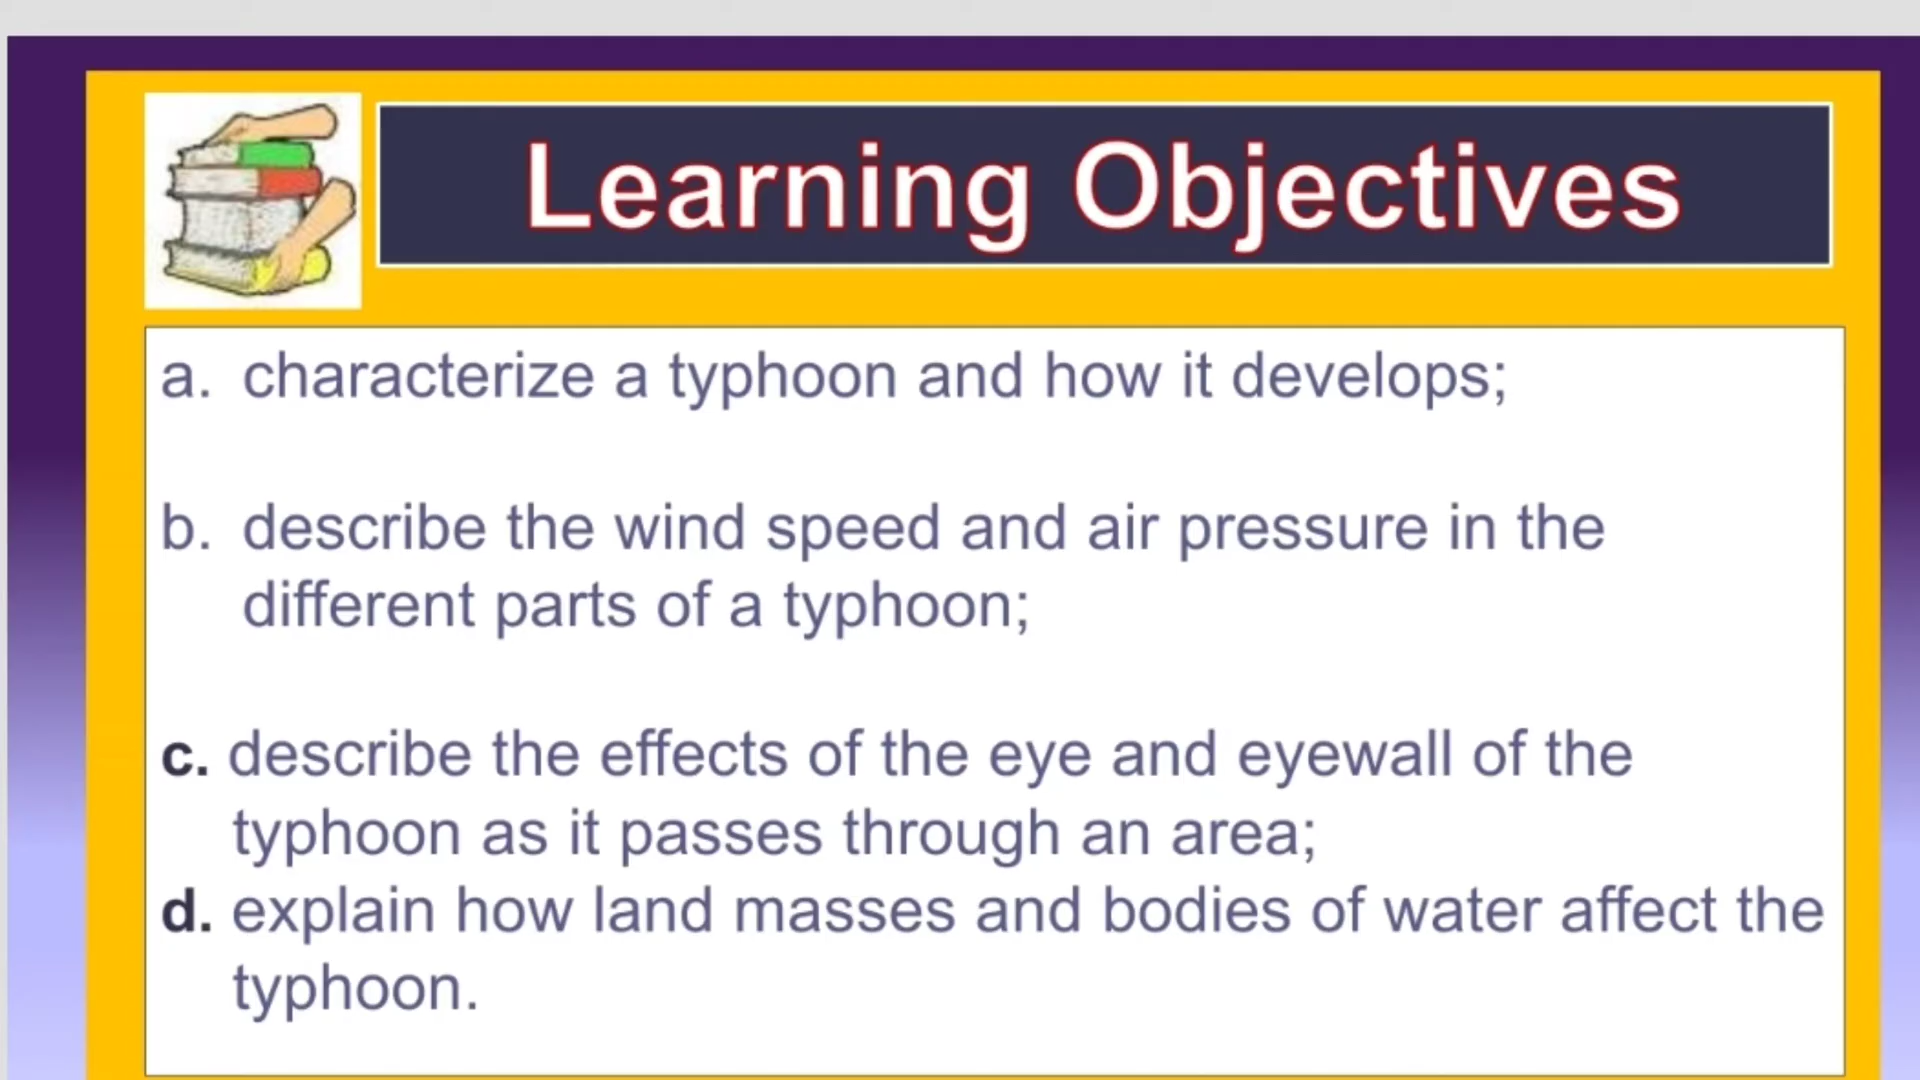 Learning Objectives
a. characterize a typhoon and how it develops;
b. describe the wind speed and air pressure in the
different parts of a typhoon;
c. describe the effects of the eye and eyewall of the
typhoon as it passes through an area;
d. explain how land masses and bodies of water affect the
typhoon.